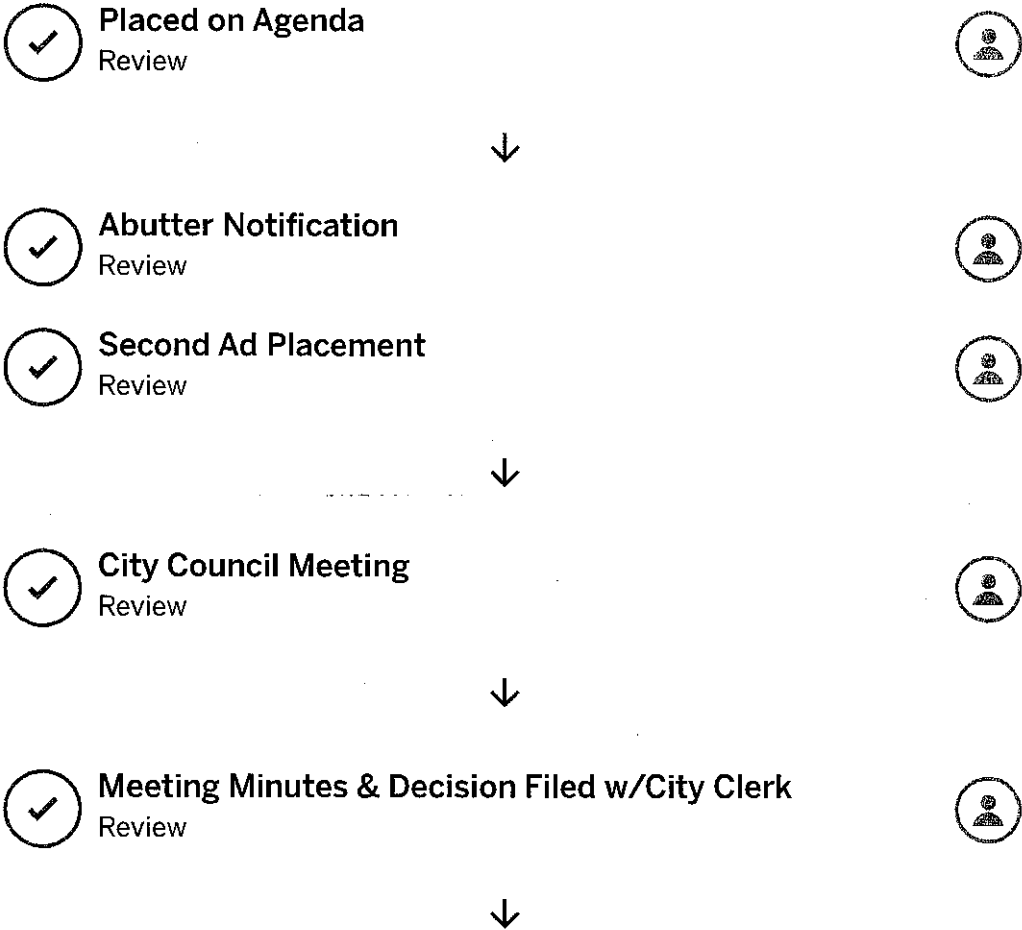 Placed on Agenda
Review
Abutter Notification
Review
Second Ad Placement
Review
City Council Meeting
Review
Meeting Minutes & Decision Filed w/City Clerk
Review